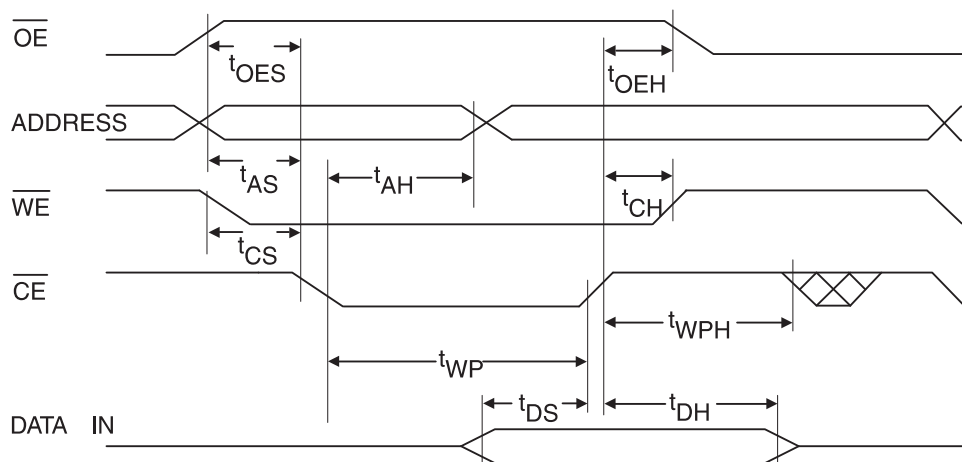 OE
tOES
tOEH
ADDRESS
tAS
tAH
tCH
WE
tCS
CE
tWPH
tWP
tDS
tDH
DATA IN